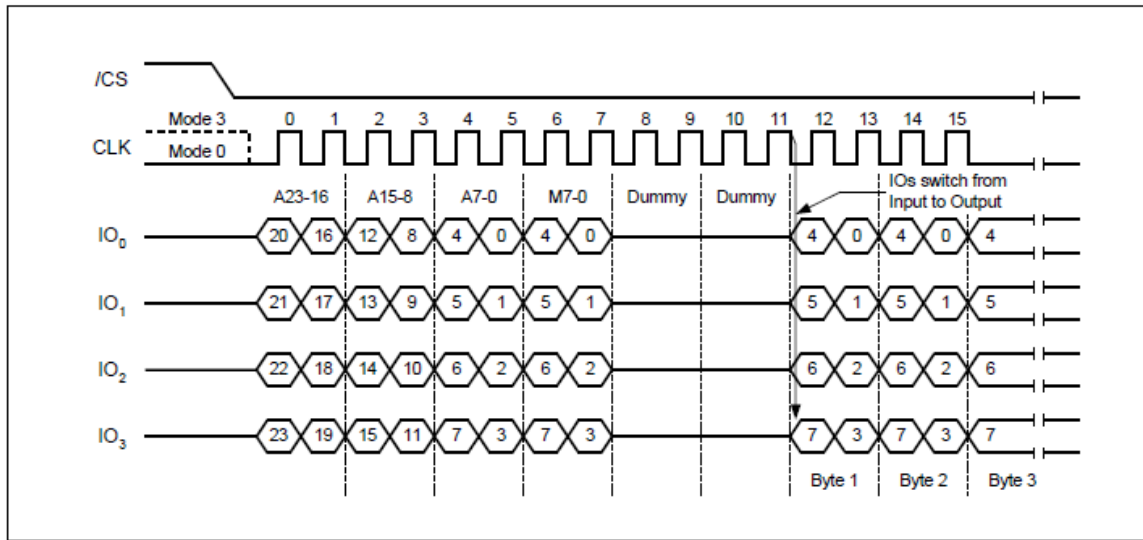 /CS
Mode 3 0 1 2 3 4 5 6 7 8 9 10 11 12 13 14 15
CLK
Mode 0
IOs switch from
Input to Output
A23-16 A15-8 A7-0 M7-0 Dummy Dummy
IO0 20 16 12 8 4 0 4 0 4 0 4 0 4
IO1 21 17 13 9 5 1 5 1 5 1 5 1 5
IO2 22 18 14 10 6 2 6 2 6 2 6 2 6
IO3 23 19 15 11 7 3 7 3 7 3 7 3 7
Byte 1 Byte 2 Byte 3